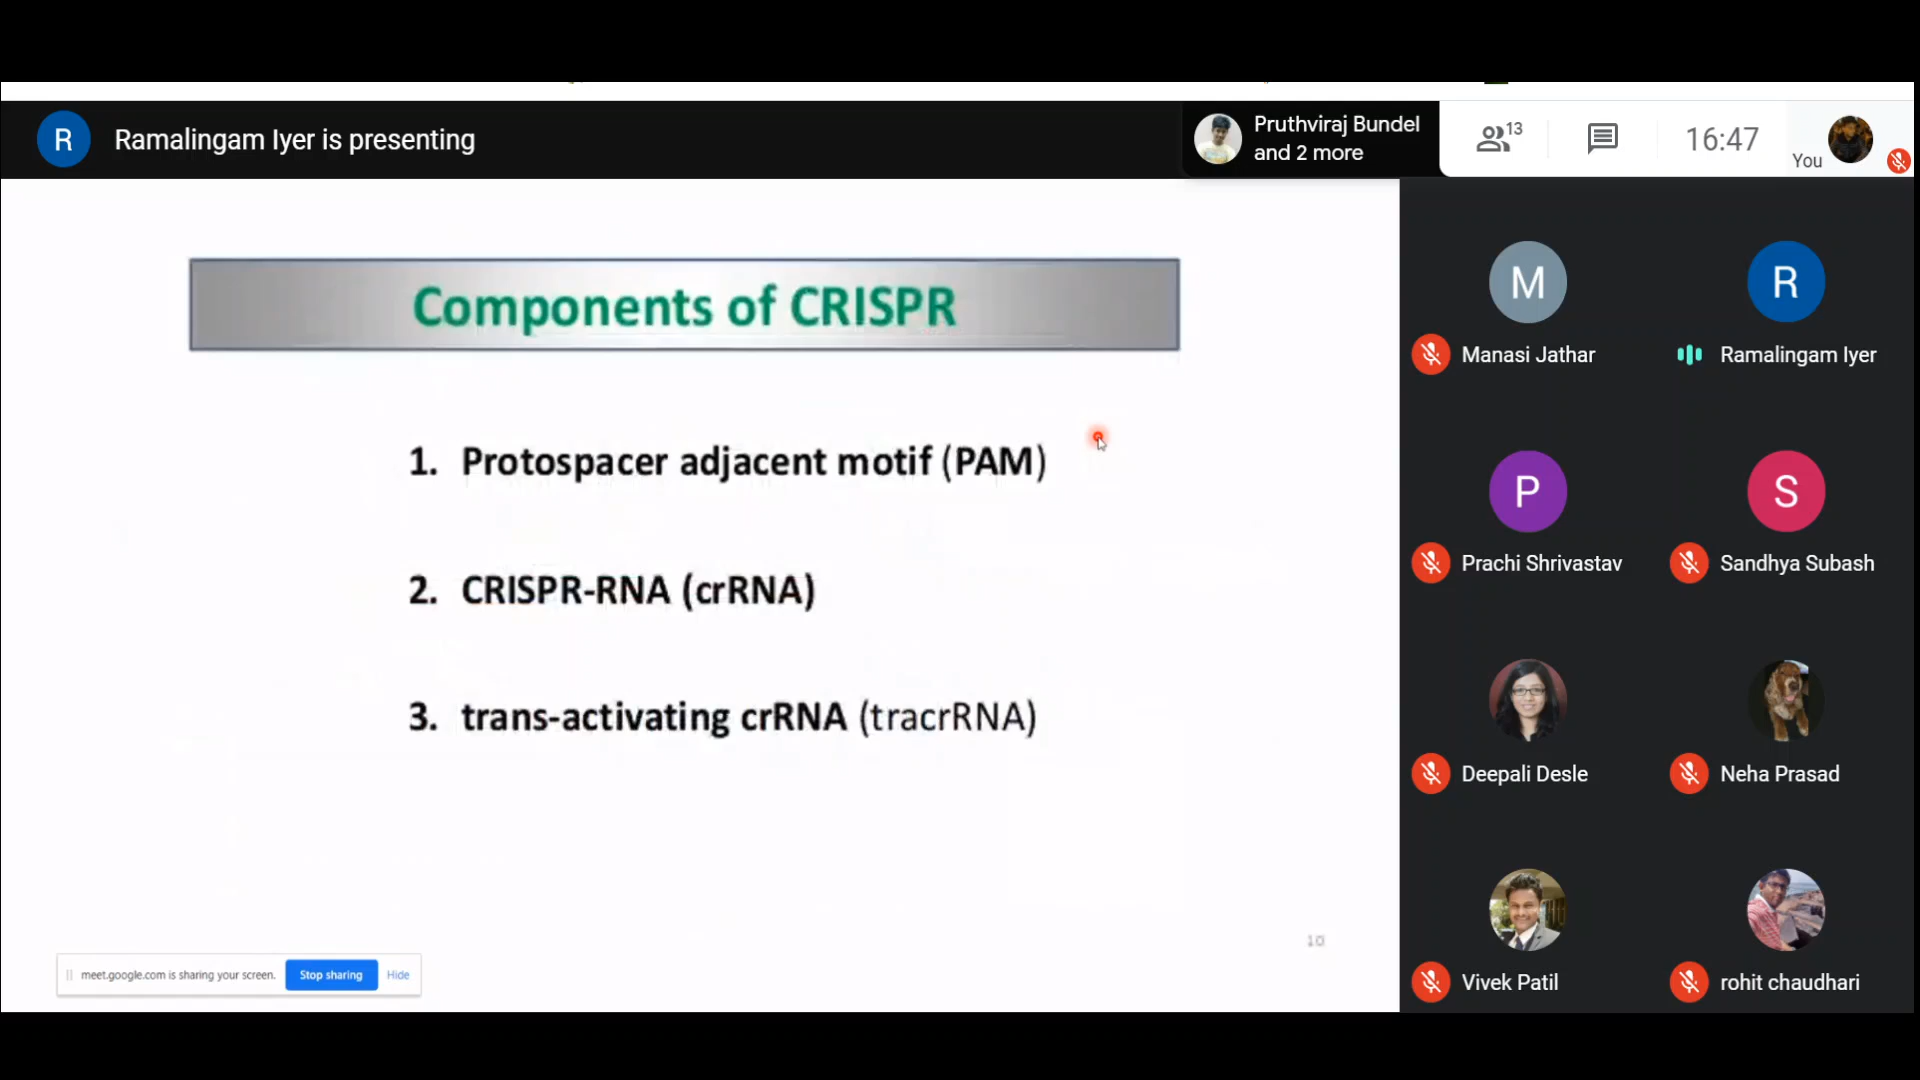 R
Ramalingam Iyer is presenting
Pruthviraj Bundel
and 2 more
13
16:47
You
Components of CRISPR
1. Protospacer adjacent motif (PAM)
2. CRISPR-RNA (crRNA)
3. trans-activating crRNA (tracrRNA)
10
meet.google.com is sharing your screen.
Stop sharing
Hide
M
R
Manasi Jathar
Ramalingam Iyer
P
S
Prachi Shrivastav
Sandhya Subash
Deepali Desle
Neha Prasad
Vivek Patil
rohit chaudhari